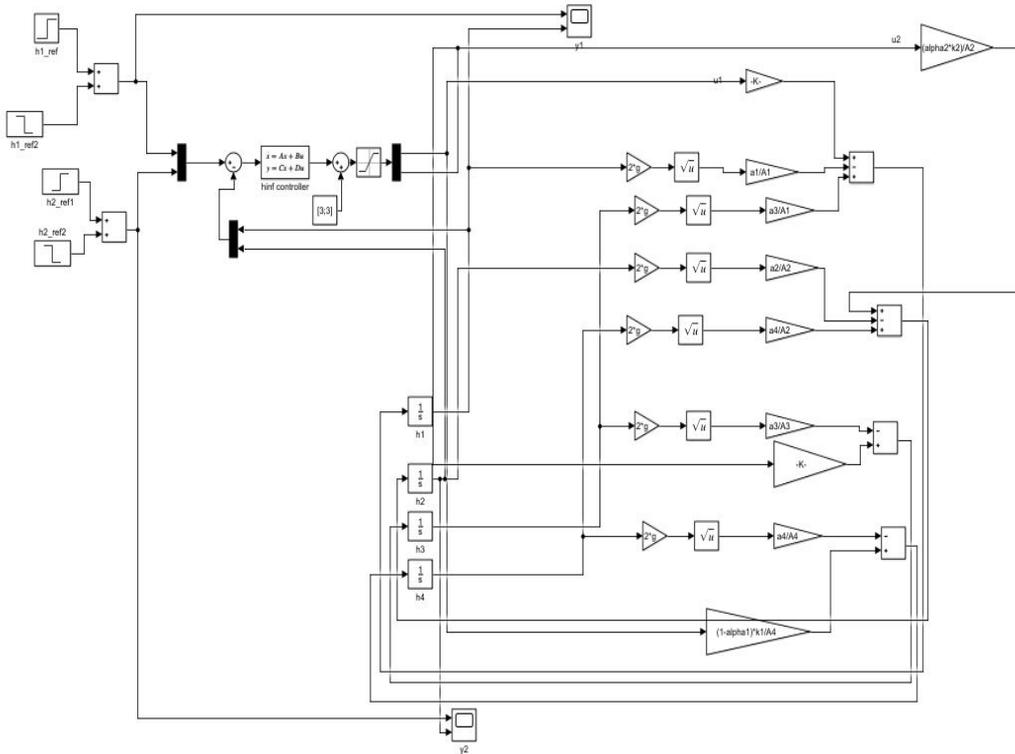 h1_ref
h1_ref2
h2_ref1
h2_ref2
+
+
+
+
+
-
ẋ = Ax + Bu
y = Cx + Du
hinf controller
+
+
[3;3]
y1
u2
(alpha2*k2)/A2
u1
-K-
2*g
√u
a1/A1
+
-
+
2*g
√u
a3/A1
2*g
√u
a2/A2
+
-
+
2*g
√u
a4/A2
1
s
h1
2*g
√u
a3/A3
-
+
-K-
1
s
h2
1
s
h3
2*g
√u
a4/A4
-
+
1
s
h4
(1-alpha1)*k1/A4
y2